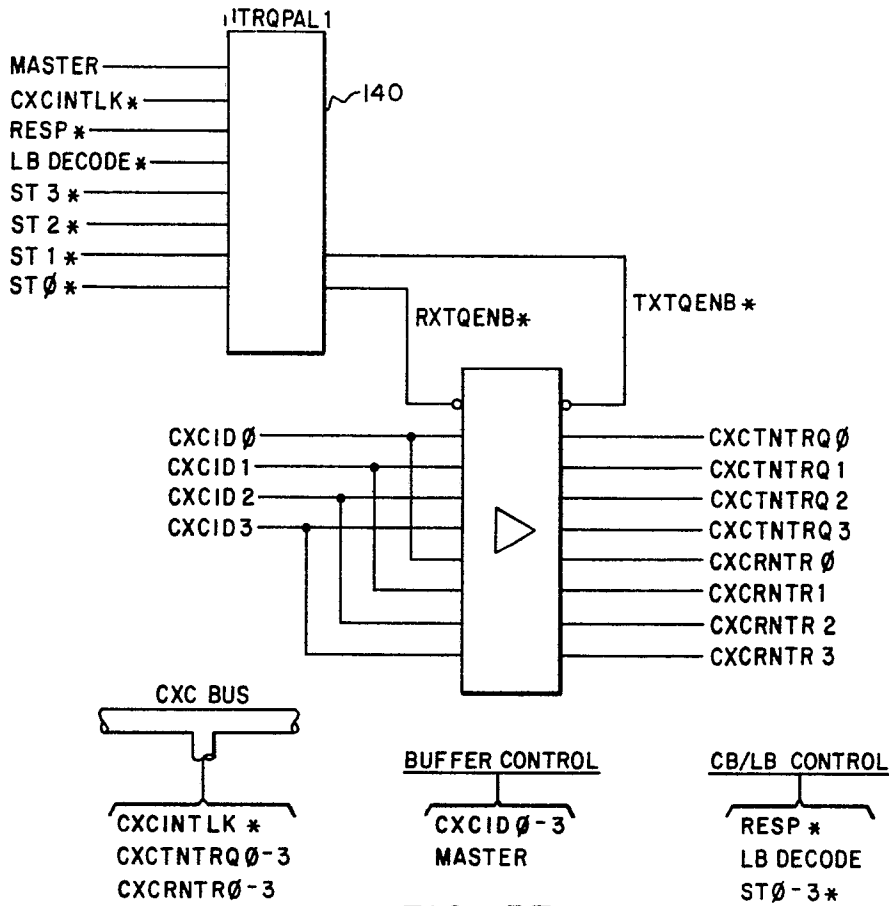 ITRQPAL1
MASTER
CXCINTLK*
140
RESP*
LB DECODE*
ST3*
ST2*
ST1*
STØ*
RXTQENB*
TXTQENB*
CXCIDØ
CXCID1
CXCID2
CXCID3
CXCTNTRQØ
CXCTNTRQ1
CXCTNTRQ2
CXCTNTRQ3
CXCRNTRØ
CXCRNTR1
CXCRNTR2
CXCRNTR3
CXC BUS
CXCINTLK*
CXCTNTRQØ-3
CXCRNTRØ-3
BUFFER CONTROL
CXCIDØ-3
MASTER
CB/LB CONTROL
RESP*
LB DECODE
STØ-3*